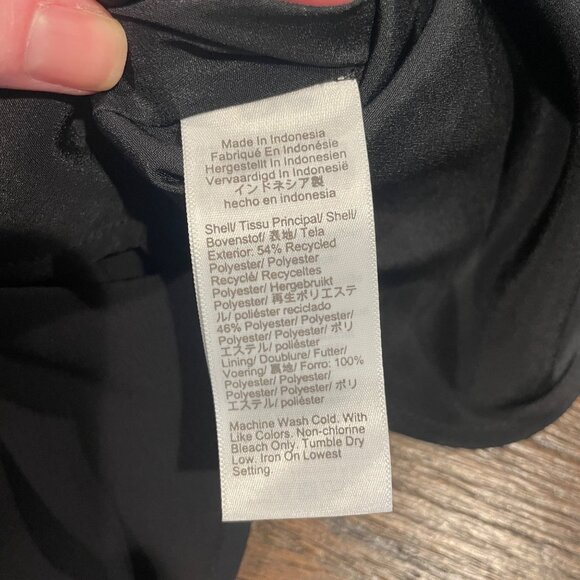 Made In Indonesia
Fabriqué En Indonésie
Hergestellt In Indonesien
Vervaardigd In Indonesië
インドネシア製
hecho en indonesia
Shell/ Tissu Principal/ Shell/
Bovenstof/ 表地/ Tela
Exterior: 54% Recycled
Polyester/ Polyester
Recyclé/ Recyceltes
Polyester/ Hergebruikt
Polyester/ 再生ポリエステ
ル/ poliéster reciclado
46% Polyester/ Polyester/
Polyester/ Polyester/ ポリ
エステル/ poliéster
Lining/ Doublure/ Futter/
Voering/ 裏地/ Forro: 100%
Polyester/ Polyester/
Polyester/ Polyester/ ポリ
エステル/ poliéster
Machine Wash Cold. With
Like Colors. Non-chlorine
Bleach Only. Tumble Dry
Low. Iron On Lowest
Setting.